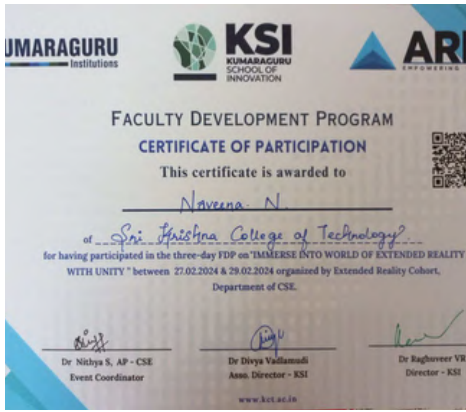 UMARAGURU
Institutions
KSI
KUMARAGURU
SCHOOL OF
INNOVATION
ARI
EMPOWERING
FACULTY DEVELOPMENT PROGRAM
CERTIFICATE OF PARTICIPATION
This certificate is awarded to
Naveena. N.
of Sri Krishna College of Technology.
for having participated in the three-day FDP on "IMMERSE INTO WORLD OF EXTENDED REALITY
WITH UNITY " between 27.02.2024 & 29.02.2024 organized by Extended Reality Cohort,
Department of CSE.
Dr Nithya S, AP - CSE
Event Coordinator
Dr Divya Vadlamudi
Asso. Director - KSI
Dr Raghuveer VR
Director - KSI
www.kct.ac.in